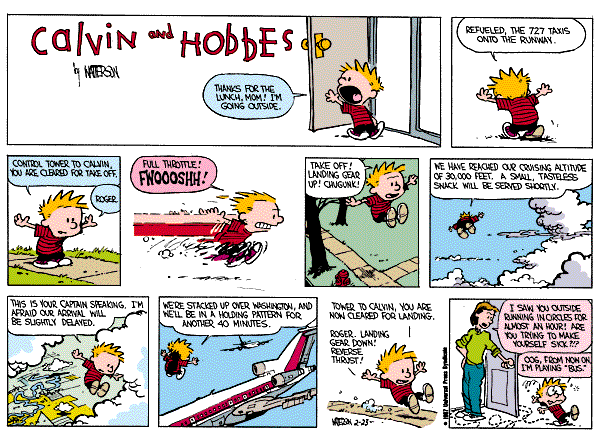 Calvin and HOBBES
by WATTERSON
THANKS FOR THE
LUNCH, MOM! I'M
GOING OUTSIDE.
REFUELED, THE 727 TAXIS
ONTO THE RUNWAY.
CONTROL TOWER TO CALVIN,
YOU ARE CLEARED FOR TAKE OFF.
ROGER.
FULL THROTTLE!
FWOOOSHH!
TAKE OFF!
LANDING GEAR
UP! CHUGUNK!
WE HAVE REACHED OUR CRUISING ALTITUDE
OF 30,000 FEET. A SMALL, TASTELESS
SNACK WILL BE SERVED SHORTLY.
THIS IS YOUR CAPTAIN SPEAKING. I'M
AFRAID OUR ARRIVAL WILL
BE SLIGHTLY DELAYED.
WE'RE STACKED UP OVER WASHINGTON, AND
WE'LL BE IN A HOLDING PATTERN FOR
ANOTHER 40 MINUTES.
TOWER TO CALVIN, YOU ARE
NOW CLEARED FOR LANDING.
ROGER. LANDING
GEAR DOWN!
REVERSE
THRUST!
WATTERSON 2-23
© 1987 Universal Press Syndicate
I SAW YOU OUTSIDE
RUNNING IN CIRCLES FOR
ALMOST AN HOUR! ARE
YOU TRYING TO MAKE
YOURSELF SICK?!?
OOG, FROM NOW ON,
I'M PLAYING "BUS."